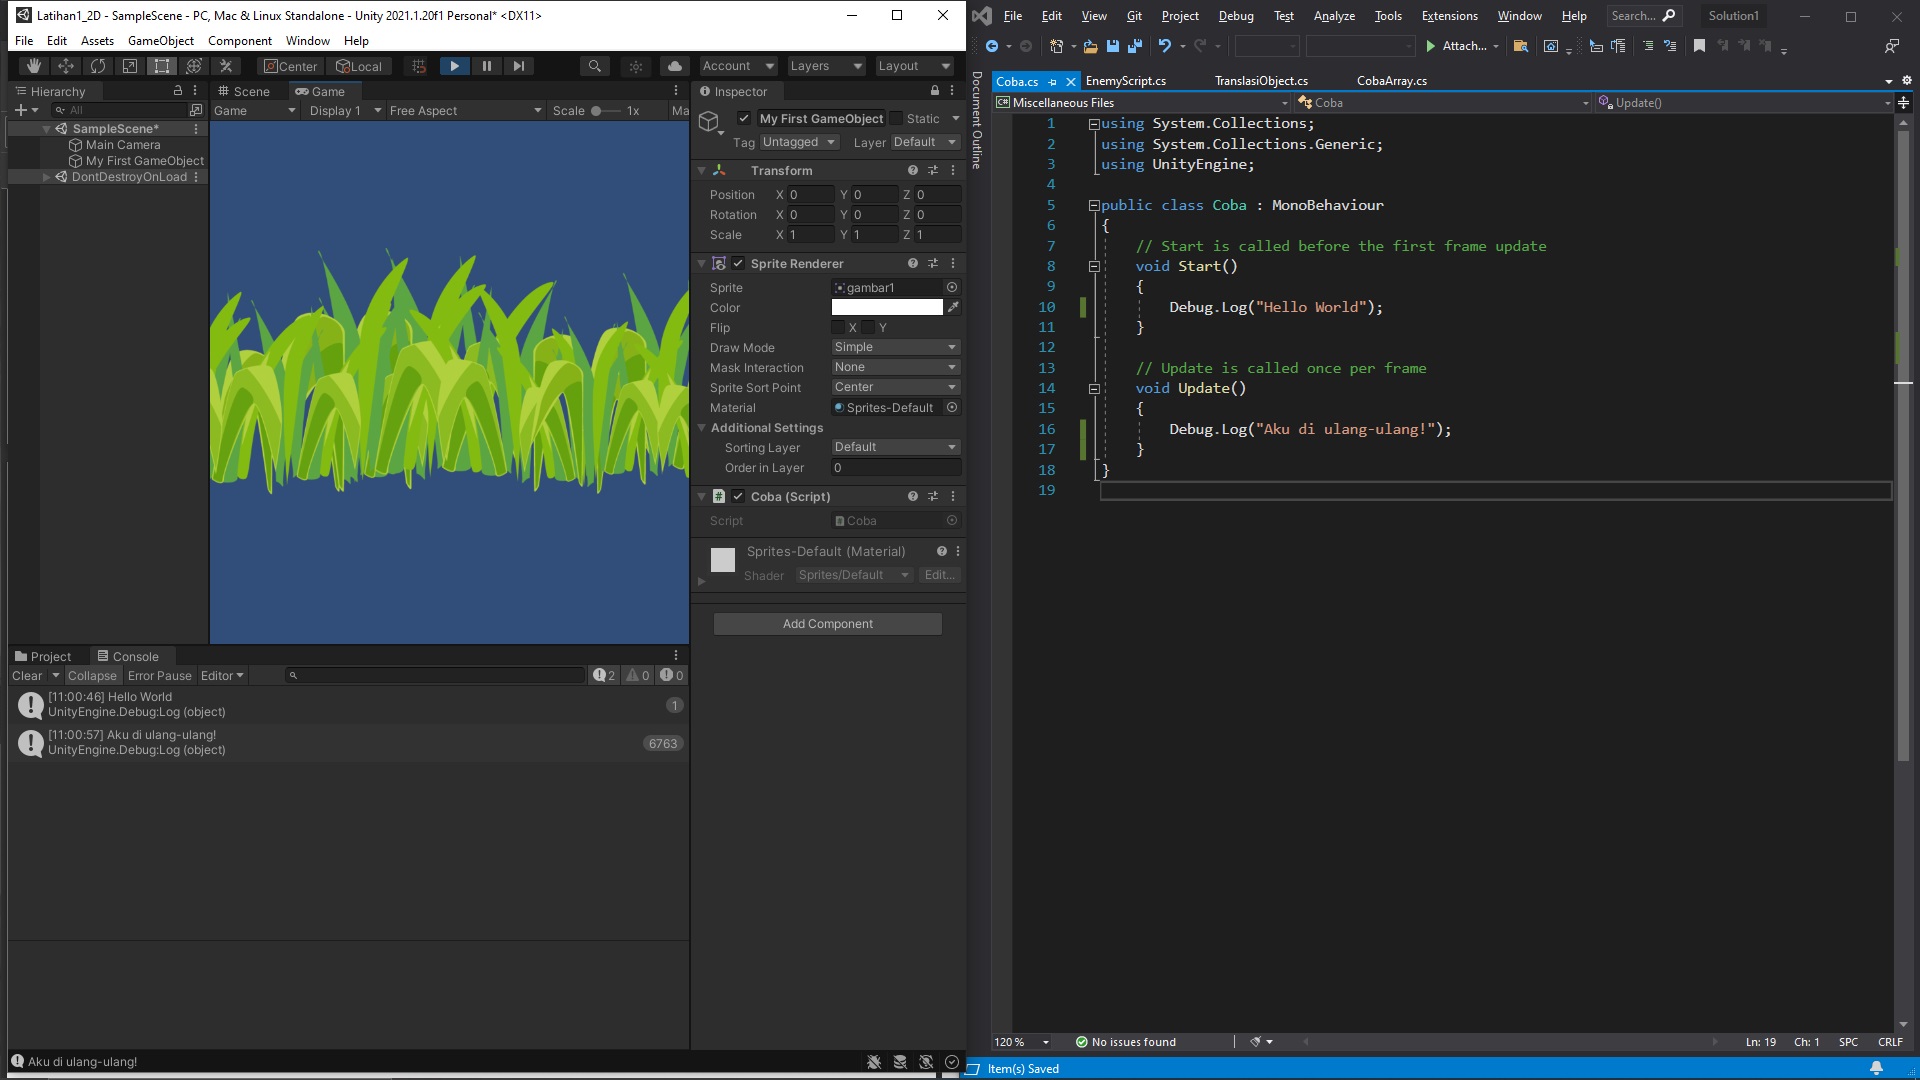 Latihan1_2D - SampleScene - PC, Mac & Linux Standalone - Unity 2021.1.20f1 Personal* <DX11>
File Edit Assets GameObject Component Window Help
Center Local Account Layers Layout
Hierarchy
All
SampleScene*
Main Camera
My First GameObject
DontDestroyOnLoad
Scene Game
Game Display 1 Free Aspect Scale 1x Ma
Inspector
My First GameObject Static
Tag Untagged Layer Default
Transform
Position X 0 Y 0 Z 0
Rotation X 0 Y 0 Z 0
Scale X 1 Y 1 Z 1
Sprite Renderer
Sprite gambar1
Color
Flip X Y
Draw Mode Simple
Mask Interaction None
Sprite Sort Point Center
Material Sprites-Default
Additional Settings
Sorting Layer Default
Order in Layer 0
Coba (Script)
Script Coba
Sprites-Default (Material)
Shader Sprites/Default Edit...
Add Component
Project Console
Clear Collapse Error Pause Editor 2 0 0
[11:00:46] Hello World
UnityEngine.Debug:Log (object)
1
[11:00:57] Aku di ulang-ulang!
UnityEngine.Debug:Log (object)
6763
Aku di ulang-ulang!
File Edit View Git Project Debug Test Analyze Tools Extensions Window Help Search... Solution1
Attach...
Document Outline
Coba.cs EnemyScript.cs TranslasiObject.cs CobaArray.cs
C# Miscellaneous Files Coba Update()
1 using System.Collections;
2 using System.Collections.Generic;
3 using UnityEngine;
4
5 public class Coba : MonoBehaviour
6 {
7 // Start is called before the first frame update
8 void Start()
9 {
10 Debug.Log("Hello World");
11 }
12
13 // Update is called once per frame
14 void Update()
15 {
16 Debug.Log("Aku di ulang-ulang!");
17 }
18 }
19
120 % No issues found Ln: 19 Ch: 1 SPC CRLF
Item(s) Saved